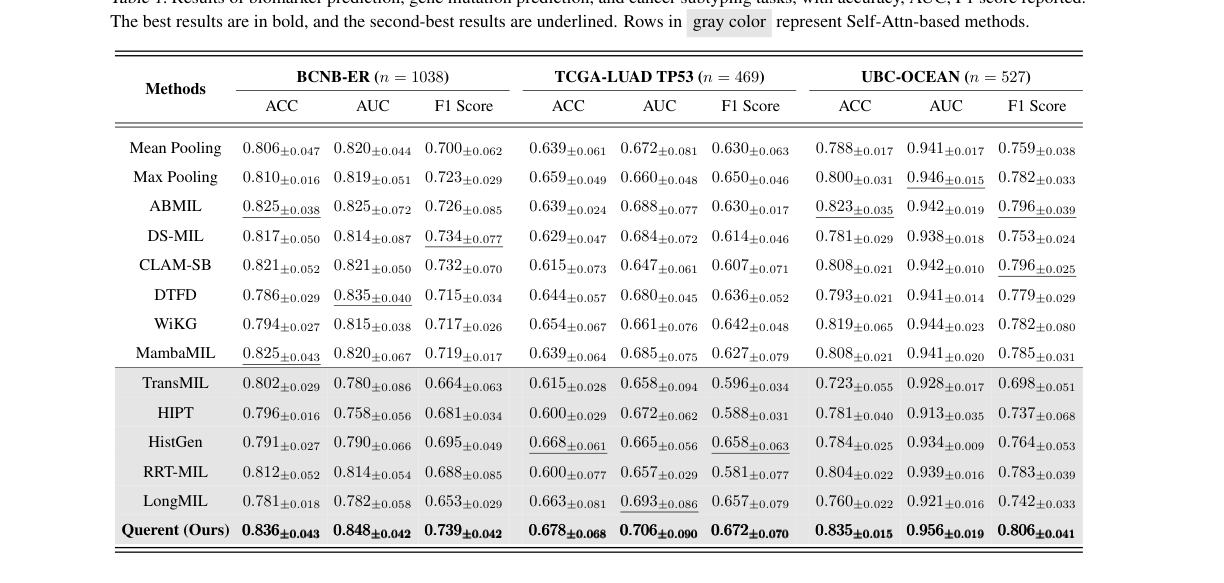 Table 1. Results of biomarker prediction, gene mutation prediction, and cancer subtyping tasks, with accuracy, AUC, F1 score reported.
The best results are in bold, and the second-best results are underlined. Rows in gray color represent Self-Attn-based methods.
Methods BCNB-ER (n = 1038) TCGA-LUAD TP53 (n = 469) UBC-OCEAN (n = 527)
ACC AUC F1 Score ACC AUC F1 Score ACC AUC F1 Score
Mean Pooling 0.806±0.047 0.820±0.044 0.700±0.062 0.639±0.061 0.672±0.081 0.630±0.063 0.788±0.017 0.941±0.017 0.759±0.038
Max Pooling 0.810±0.016 0.819±0.051 0.723±0.029 0.659±0.049 0.660±0.048 0.650±0.046 0.800±0.031 0.946±0.015 0.782±0.033
ABMIL 0.825±0.038 0.825±0.072 0.726±0.085 0.639±0.024 0.688±0.077 0.630±0.017 0.823±0.035 0.942±0.019 0.796±0.039
DS-MIL 0.817±0.050 0.814±0.087 0.734±0.077 0.629±0.047 0.684±0.072 0.614±0.046 0.781±0.029 0.938±0.018 0.753±0.024
CLAM-SB 0.821±0.052 0.821±0.050 0.732±0.070 0.615±0.073 0.647±0.061 0.607±0.071 0.808±0.021 0.942±0.010 0.796±0.025
DTFD 0.786±0.029 0.835±0.040 0.715±0.034 0.644±0.057 0.680±0.045 0.636±0.052 0.793±0.021 0.941±0.014 0.779±0.029
WiKG 0.794±0.027 0.815±0.038 0.717±0.026 0.654±0.067 0.661±0.076 0.642±0.048 0.819±0.065 0.944±0.023 0.782±0.080
MambaMIL 0.825±0.043 0.820±0.067 0.719±0.017 0.639±0.064 0.685±0.075 0.627±0.079 0.808±0.021 0.941±0.020 0.785±0.031
TransMIL 0.802±0.029 0.780±0.086 0.664±0.063 0.615±0.028 0.658±0.094 0.596±0.034 0.723±0.055 0.928±0.017 0.698±0.051
HIPT 0.796±0.016 0.758±0.056 0.681±0.034 0.600±0.029 0.672±0.062 0.588±0.031 0.781±0.040 0.913±0.035 0.737±0.068
HistGen 0.791±0.027 0.790±0.066 0.695±0.049 0.668±0.061 0.665±0.056 0.658±0.063 0.784±0.025 0.934±0.009 0.764±0.053
RRT-MIL 0.812±0.052 0.814±0.054 0.688±0.085 0.600±0.077 0.657±0.029 0.581±0.077 0.804±0.022 0.939±0.016 0.783±0.039
LongMIL 0.781±0.018 0.782±0.058 0.653±0.029 0.663±0.081 0.693±0.086 0.657±0.079 0.760±0.022 0.921±0.016 0.742±0.033
Querent (Ours) 0.836±0.043 0.848±0.042 0.739±0.042 0.678±0.068 0.706±0.090 0.672±0.070 0.835±0.015 0.956±0.019 0.806±0.041